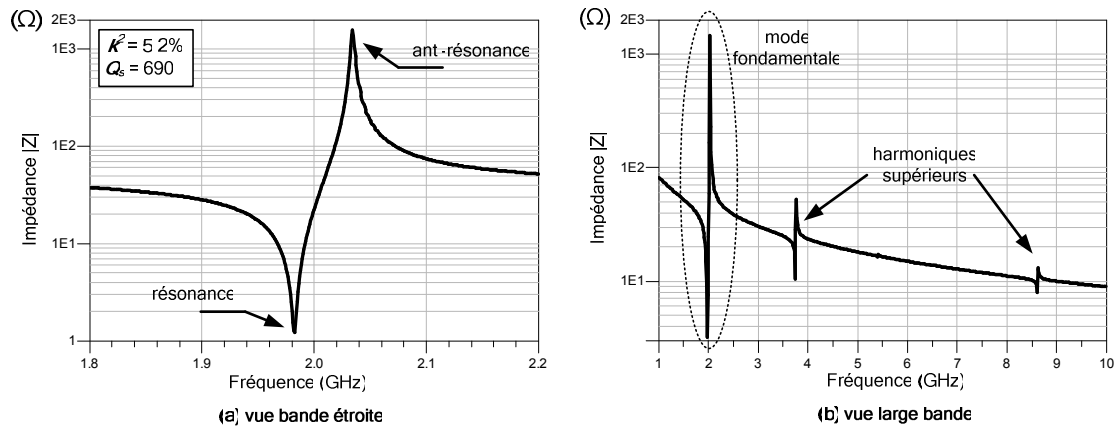 (Ω)
2E3
1E3
1E2
1E1
1
k² = 5 2%
Qₛ = 690
ant-résonance
résonance
Impédance |Z|
1.8
1.9
2.0
2.1
2.2
Fréquence (GHz)
(a) vue bande étroite
(Ω)
2E3
1E3
1E2
1E1
mode
fondamentale
harmoniques
supérieurs
Impédance |Z|
1
2
3
4
5
6
7
8
9
10
Fréquence (GHz)
(b) vue large bande